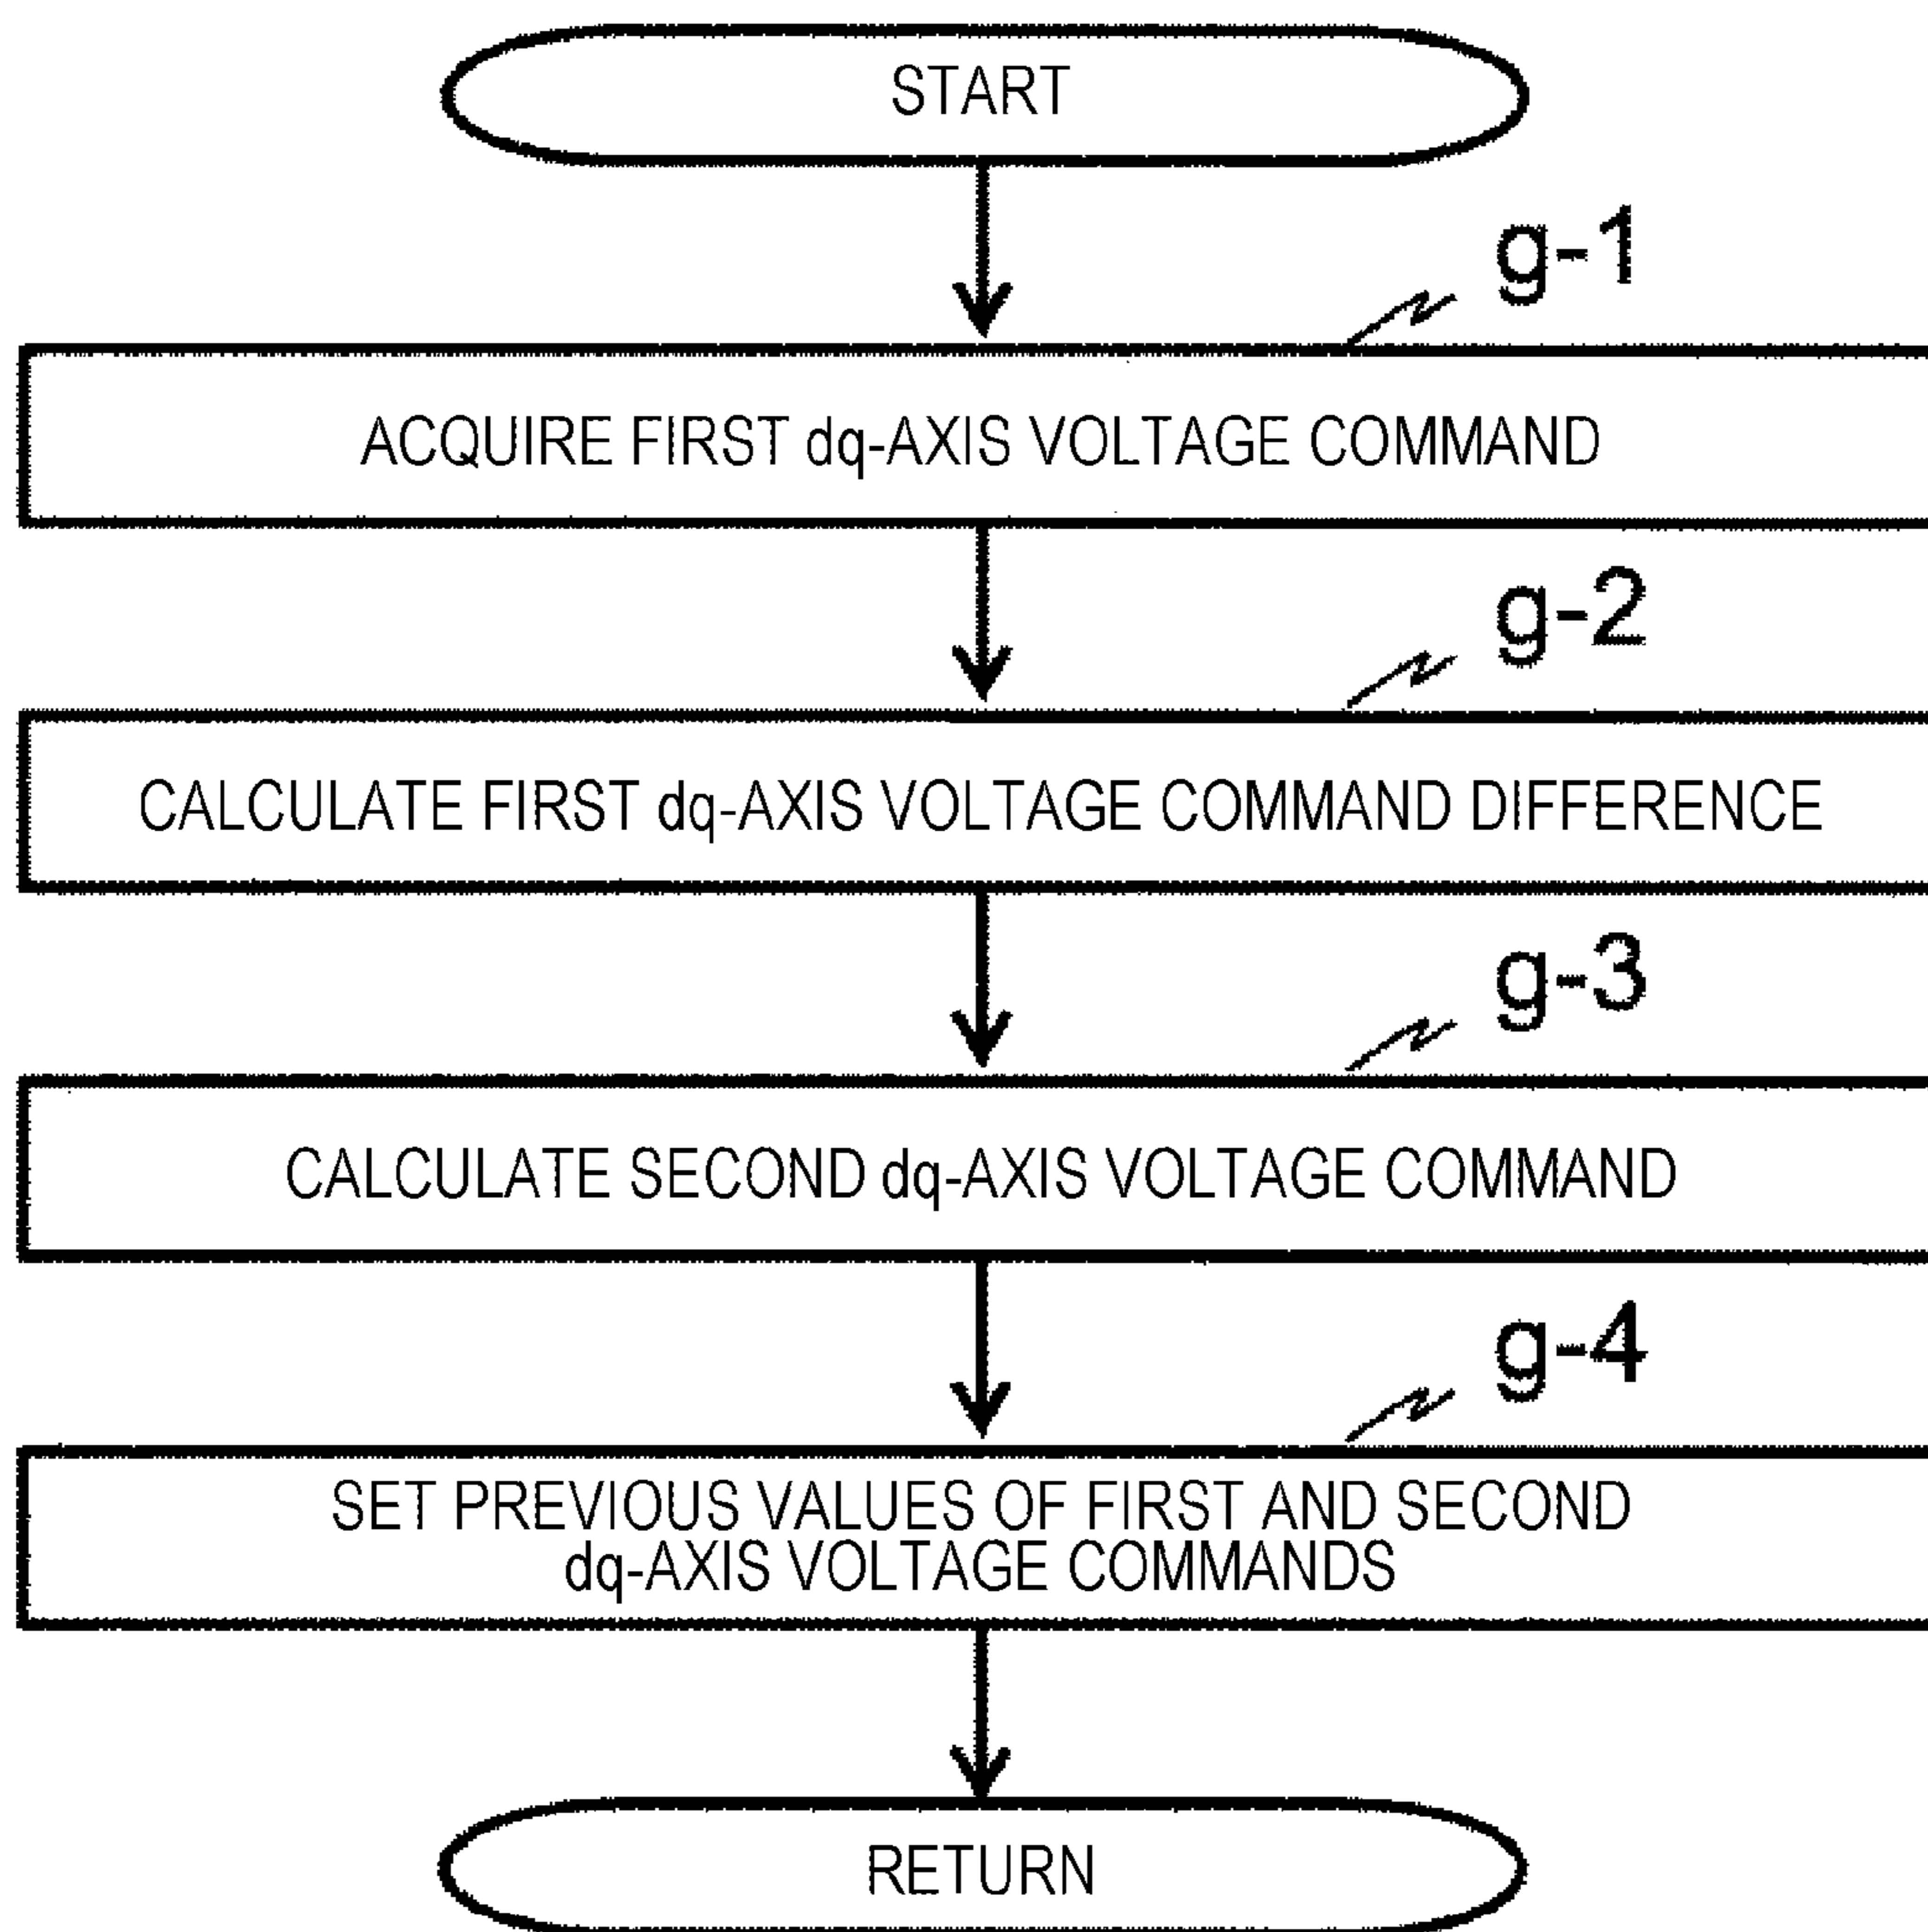 START
g-1
ACQUIRE FIRST dq-AXIS VOLTAGE COMMAND
g-2
CALCULATE FIRST dq-AXIS VOLTAGE COMMAND DIFFERENCE
g-3
CALCULATE SECOND dq-AXIS VOLTAGE COMMAND
g-4
SET PREVIOUS VALUES OF FIRST AND SECOND
dq-AXIS VOLTAGE COMMANDS
RETURN